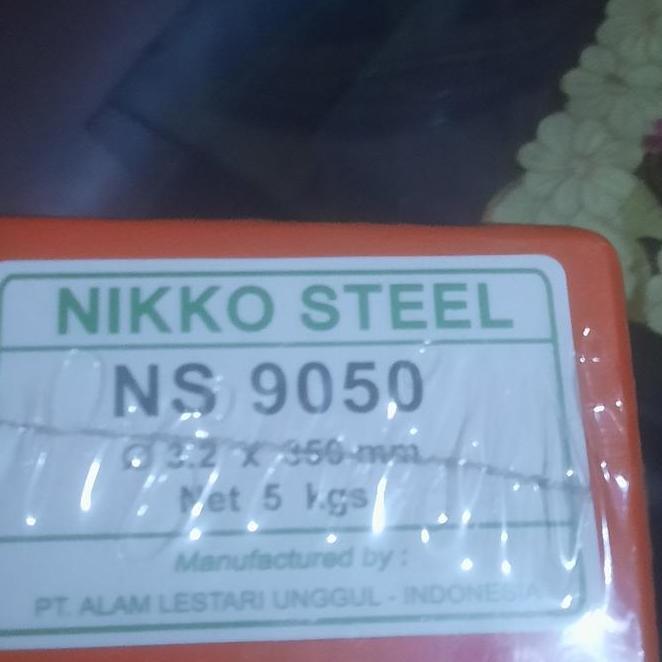 NIKKO STEEL
NS 9050
Ø 3.2 x 350 mm
Net 5 kgs
Manufactured by :
PT. ALAM LESTARI UNGGUL - INDONESIA